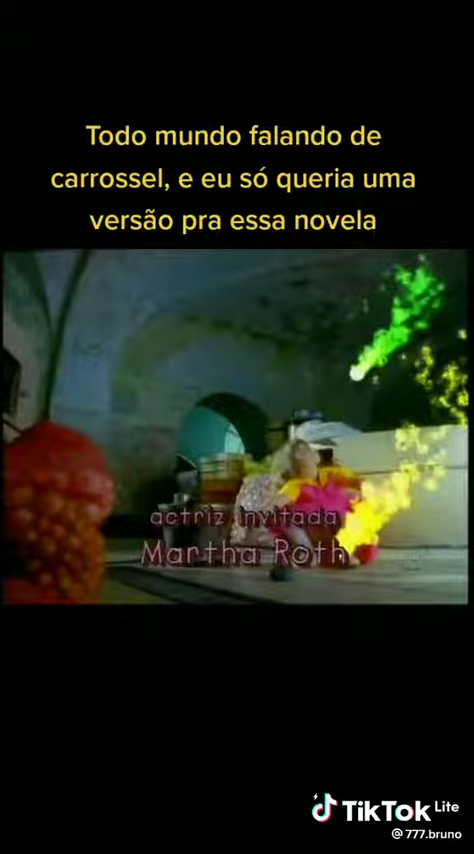 Todo mundo falando de
carrossel, e eu só queria uma
versão pra essa novela
actriz invitada
Martha Roth
TikTok Lite
@777.bruno